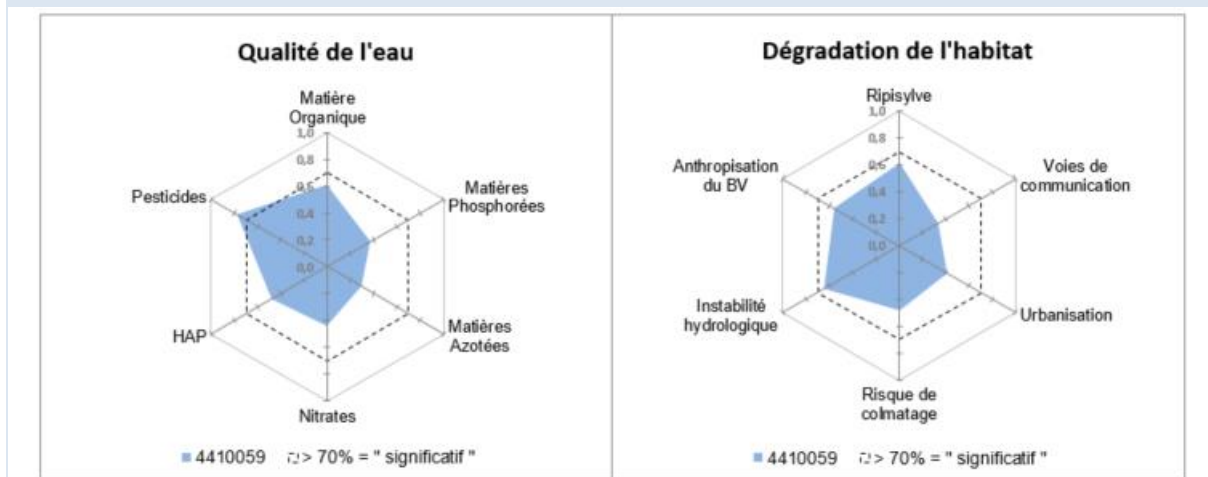 Qualité de l'eau
Matière
Organique
1,0
0,8
0,6
0,4
0,2
0,0
Matières
Phosphorées
Matières
Azotées
Nitrates
HAP
Pesticides
4410059 > 70% = " significatif "
Dégradation de l'habitat
Ripisylve
1,0
0,8
0,6
0,4
0,2
0,0
Voies de
communication
Urbanisation
Risque de
colmatage
Instabilité
hydrologique
Anthropisation
du BV
4410059 > 70% = " significatif "